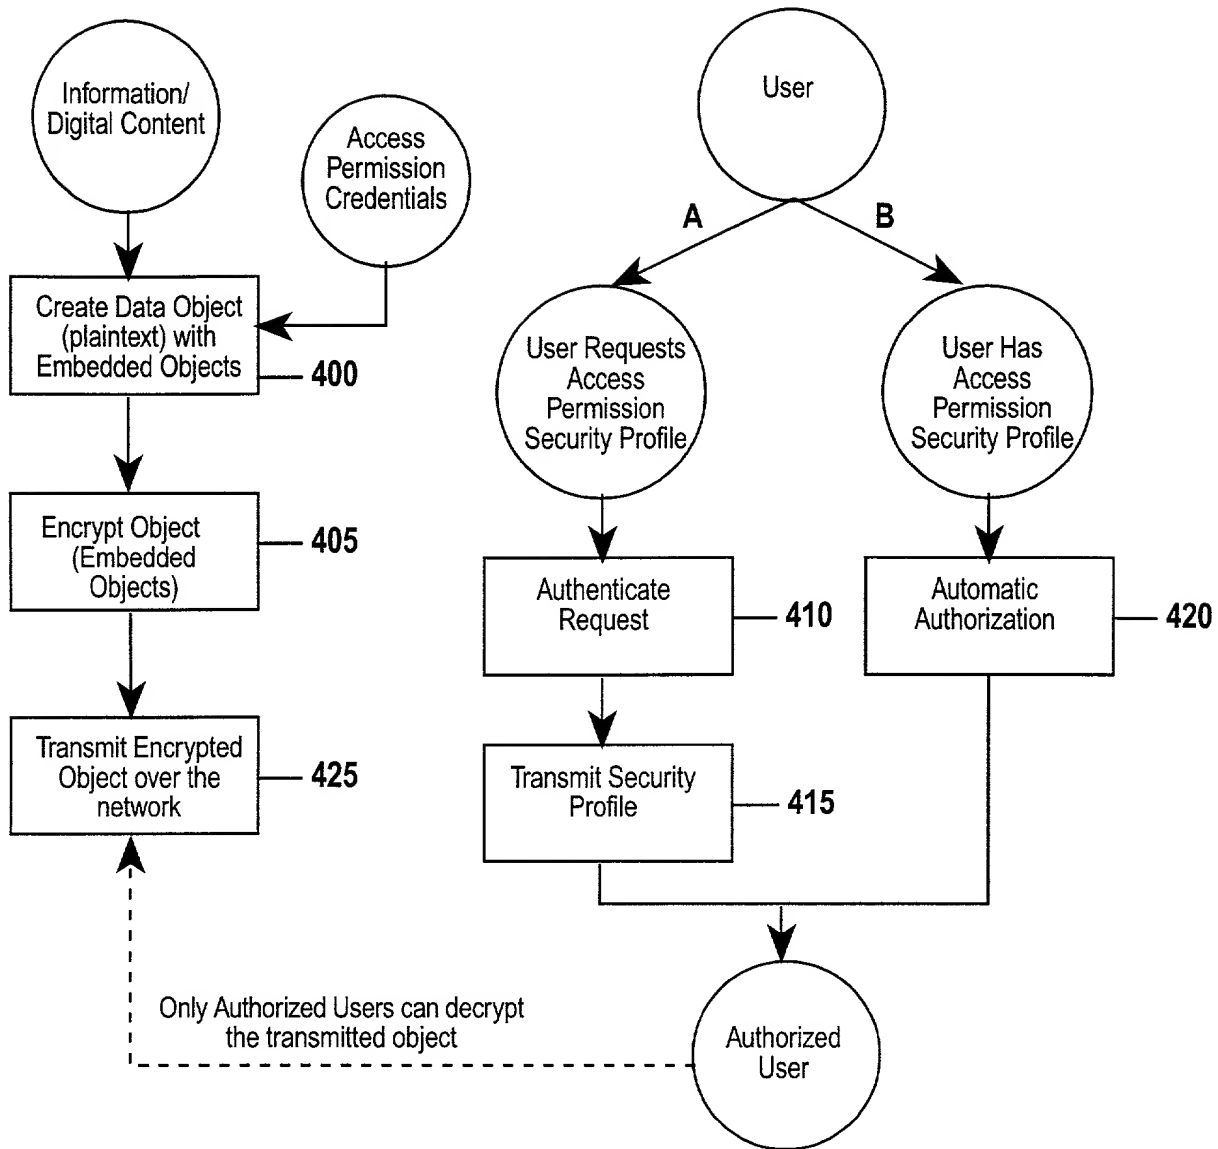 Information/
Digital Content
Access
Permission
Credentials
Create Data Object
(plaintext) with
Embedded Objects
400
Encrypt Object
(Embedded
Objects)
405
Transmit Encrypted
Object over the
network
425
User
A
B
User Requests
Access
Permission
Security Profile
User Has
Access
Permission
Security Profile
Authenticate
Request
410
Automatic
Authorization
420
Transmit Security
Profile
415
Only Authorized Users can decrypt
the transmitted object
Authorized
User